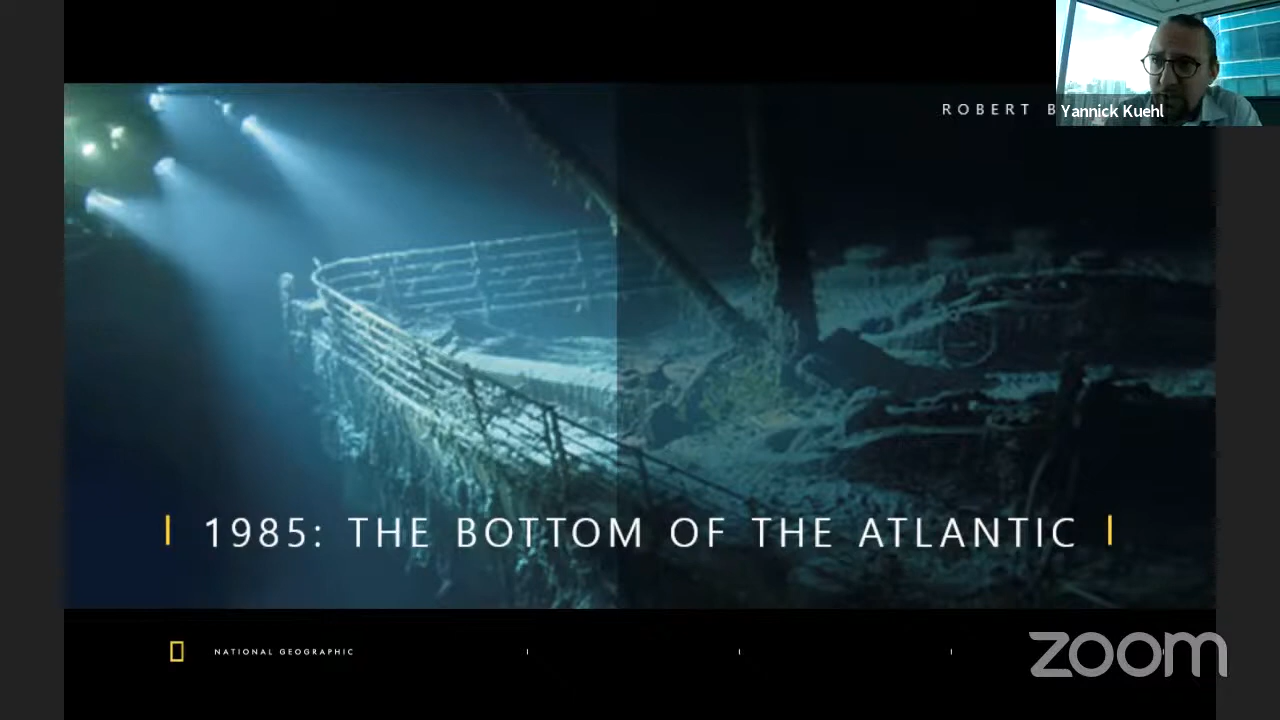 ROBERT B
Yannick Kuehl
| 1985: THE BOTTOM OF THE ATLANTIC |
NATIONAL GEOGRAPHIC
zoom